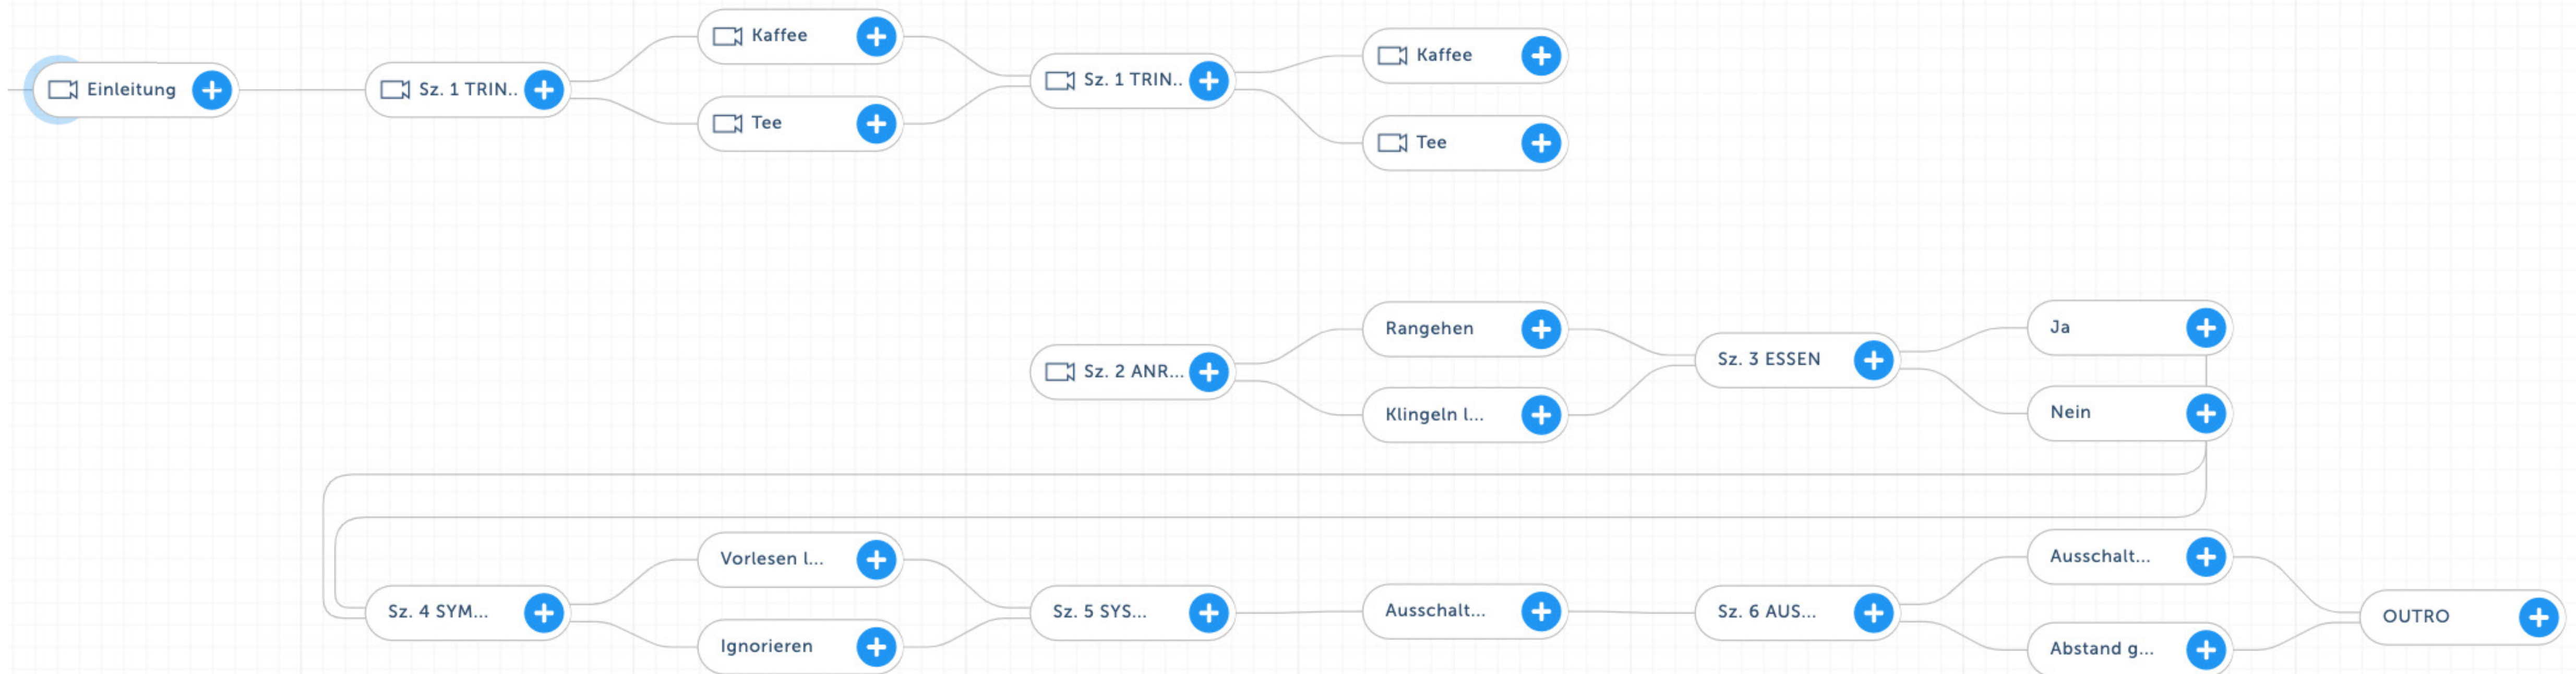 Einleitung
Sz. 1 TRIN..
Kaffee
Tee
Sz. 1 TRIN..
Kaffee
Tee
Sz. 2 ANR...
Rangehen
Klingeln l...
Sz. 3 ESSEN
Ja
Nein
Sz. 4 SYM...
Vorlesen l...
Ignorieren
Sz. 5 SYS...
Ausschalt...
Sz. 6 AUS...
Ausschalt...
Abstand g...
OUTRO